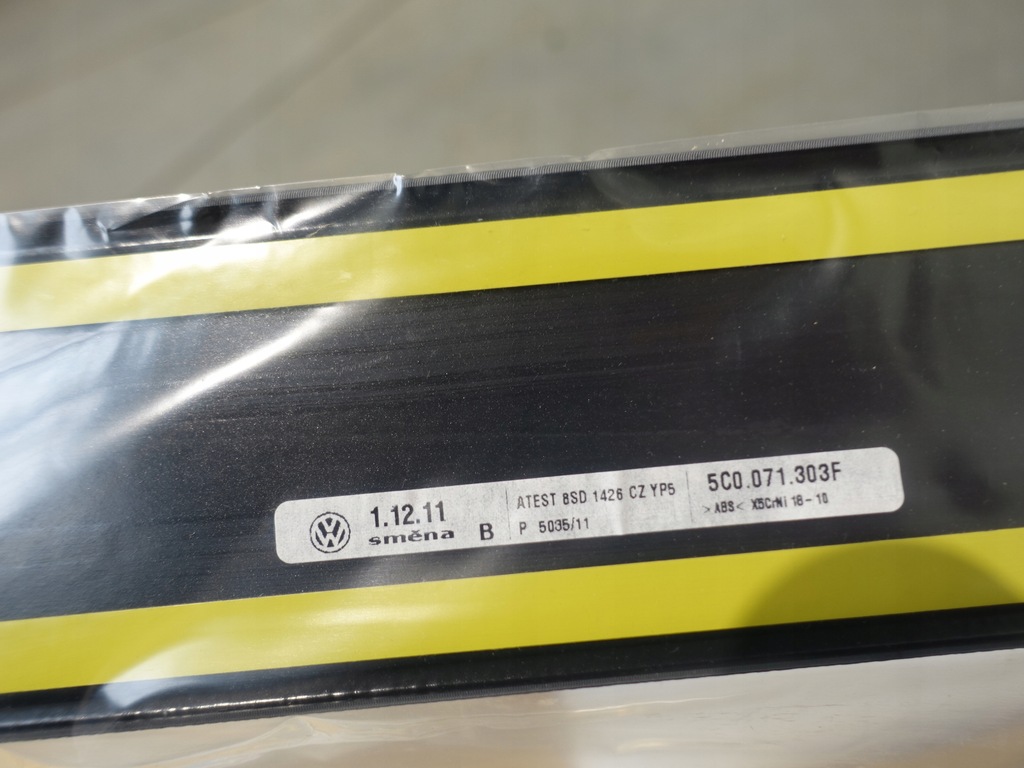 1.12.11
směna B
ATEST 8SD 1426 CZ YP5
P 5035/11
5C0.071.303F
>ABS< X5CrNi 18-10